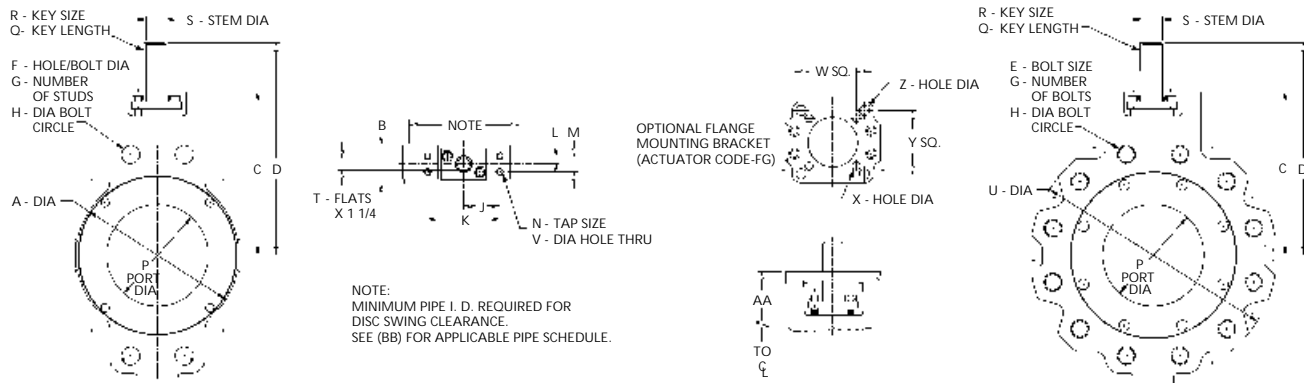 R - KEY SIZE
Q- KEY LENGTH
S - STEM DIA
F - HOLE/BOLT DIA
G - NUMBER
OF STUDS
H - DIA BOLT
CIRCLE
C D
A - DIA
P
PORT
DIA
B
NOTE
L
M
T - FLATS
X 1 1/4
J
K
N - TAP SIZE
V - DIA HOLE THRU
NOTE:
MINIMUM PIPE I. D. REQUIRED FOR
DISC SWING CLEARANCE.
SEE (BB) FOR APPLICABLE PIPE SCHEDULE.
W SQ.
Z - HOLE DIA
OPTIONAL FLANGE
MOUNTING BRACKET
(ACTUATOR CODE-FG)
Y SQ.
X - HOLE DIA
AA
TO
CL
R - KEY SIZE
Q- KEY LENGTH
S - STEM DIA
E - BOLT SIZE
G - NUMBER
OF BOLTS
H - DIA BOLT
CIRCLE
C D
U - DIA
P
PORT
DIA